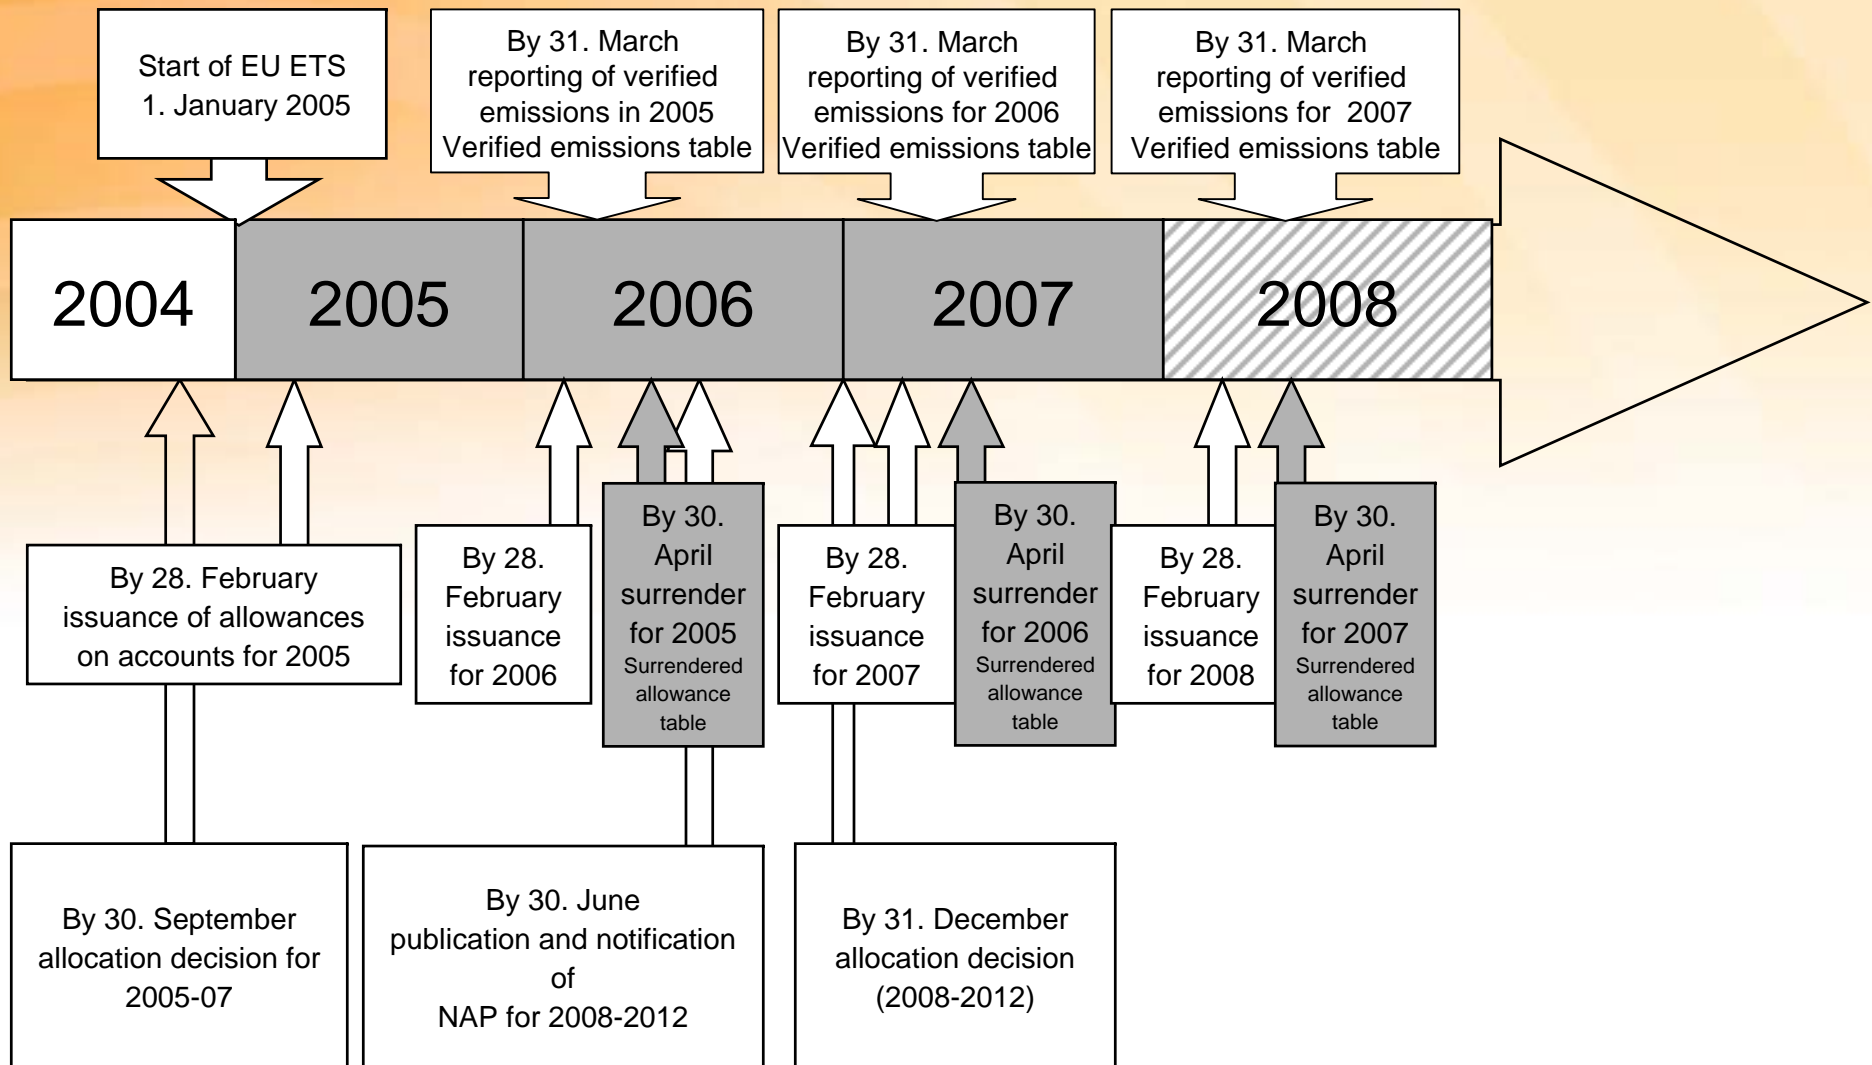 Start of EU ETS
1. January 2005
By 31. March
reporting of verified
emissions in 2005
Verified emissions table
By 31. March
reporting of verified
emissions for 2006
Verified emissions table
By 31. March
reporting of verified
emissions for 2007
Verified emissions table
2004
2005
2006
2007
2008
By 28. February
issuance of allowances
on accounts for 2005
By 28.
February
issuance
for 2006
By 30.
April
surrender
for 2005
Surrendered
allowance
table
By 28.
February
issuance
for 2007
By 30.
April
surrender
for 2006
Surrendered
allowance
table
By 28.
February
issuance
for 2008
By 30.
April
surrender
for 2007
Surrendered
allowance
table
By 30. September
allocation decision for
2005-07
By 30. June
publication and notification
of
NAP for 2008-2012
By 31. December
allocation decision
(2008-2012)